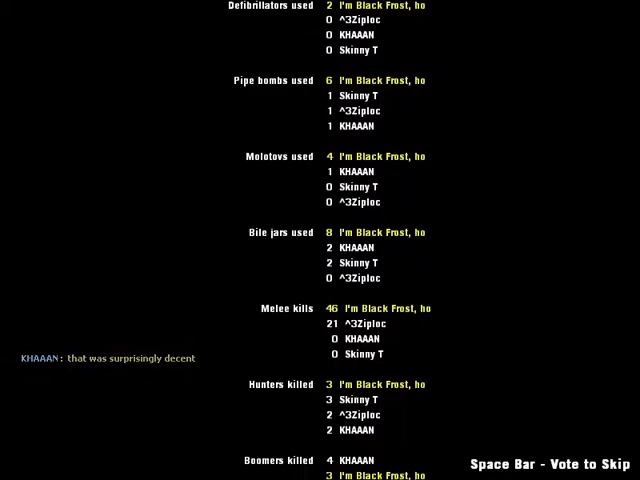 Defibrillators used 2 I'm Black Frost, ho
0 ^3Ziploc
0 KHAAAN
0 Skinny T
Pipe bombs used 6 I'm Black Frost, ho
1 Skinny T
1 ^3Ziploc
1 KHAAAN
Molotovs used 4 I'm Black Frost, ho
1 KHAAAN
0 Skinny T
0 ^3Ziploc
Bile jars used 8 I'm Black Frost, ho
2 KHAAAN
2 Skinny T
0 ^3Ziploc
Melee kills 46 I'm Black Frost, ho
21 ^3Ziploc
0 KHAAAN
0 Skinny T
KHAAAN: that was surprisingly decent
Hunters killed 3 I'm Black Frost, ho
3 Skinny T
2 ^3Ziploc
2 KHAAAN
Boomers killed 4 KHAAAN
3 I'm Black Frost, ho
Space Bar - Vote to Skip